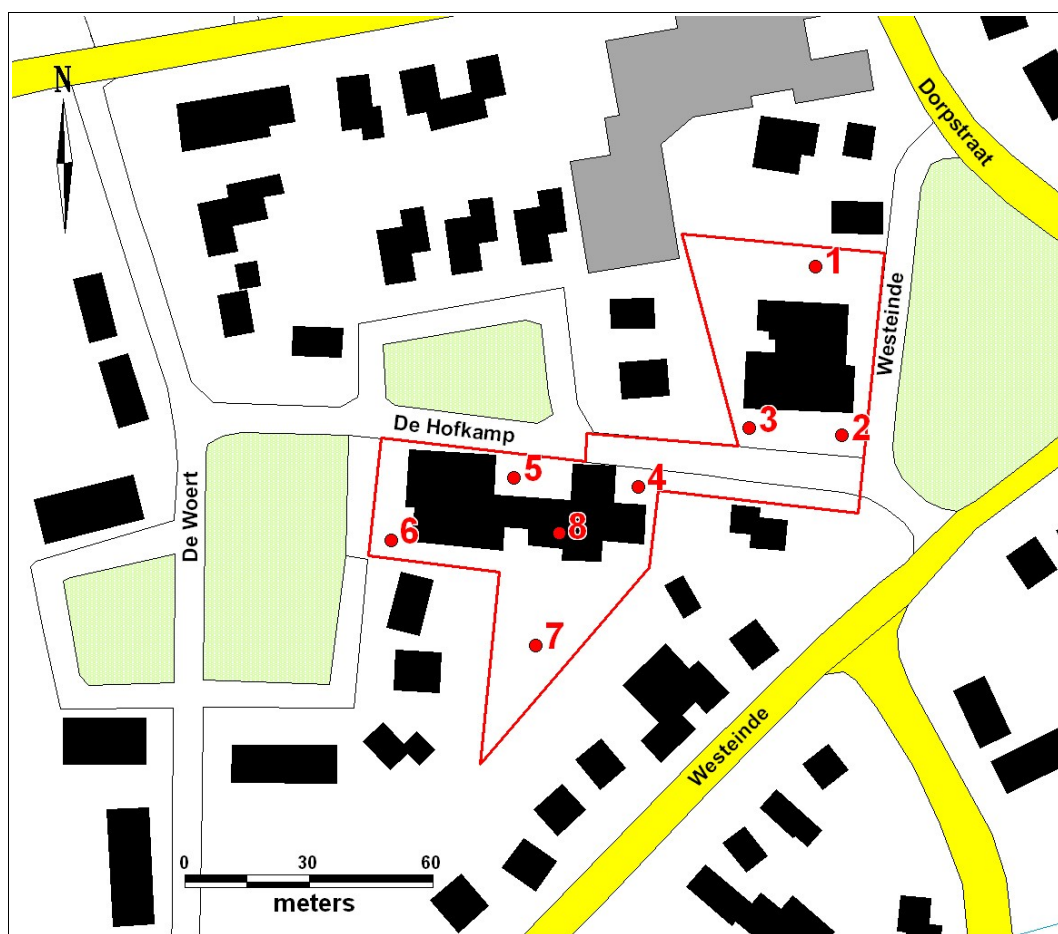 N
Dorpstraat
1
Westeinde
3
2
De Hofkamp
5
4
De Woert
6
8
7
Westeinde
0 30 60
meters